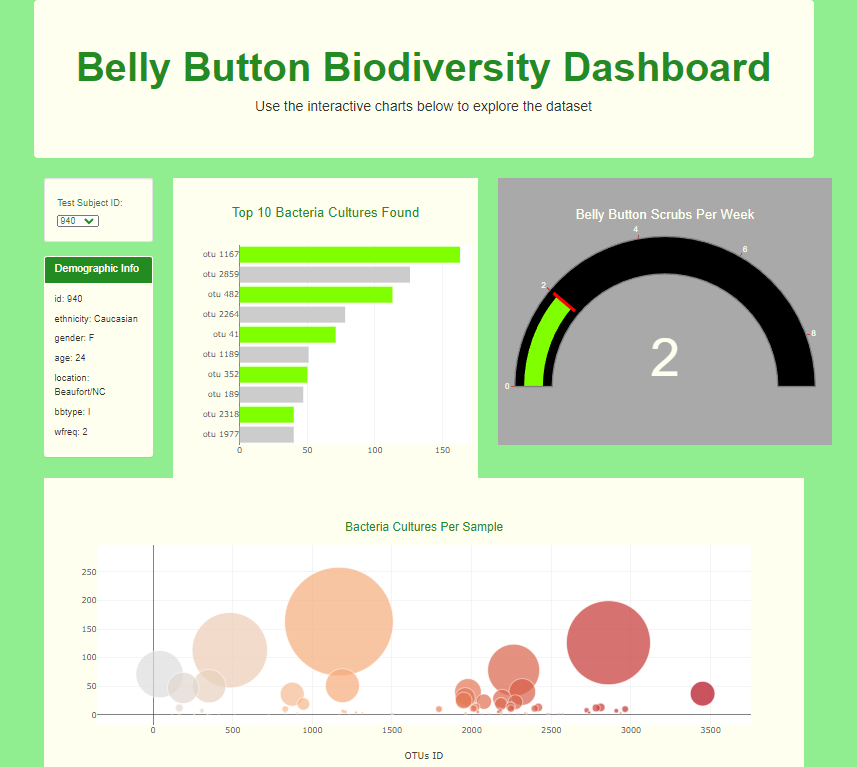 Belly Button Biodiversity Dashboard
Use the interactive charts below to explore the dataset
Test Subject ID:
940
Demographic Info
id: 940
ethnicity: Caucasian
gender: F
age: 24
location:
Beaufort/NC
bbtype: I
wfreq: 2
Top 10 Bacteria Cultures Found
otu 1167
otu 2859
otu 482
otu 2264
otu 41
otu 1189
otu 352
otu 189
otu 2318
otu 1977
0 50 100 150
Belly Button Scrubs Per Week
0
2
4
6
8
2
Bacteria Cultures Per Sample
250
200
150
100
50
0
0 500 1000 1500 2000 2500 3000 3500
OTUs ID